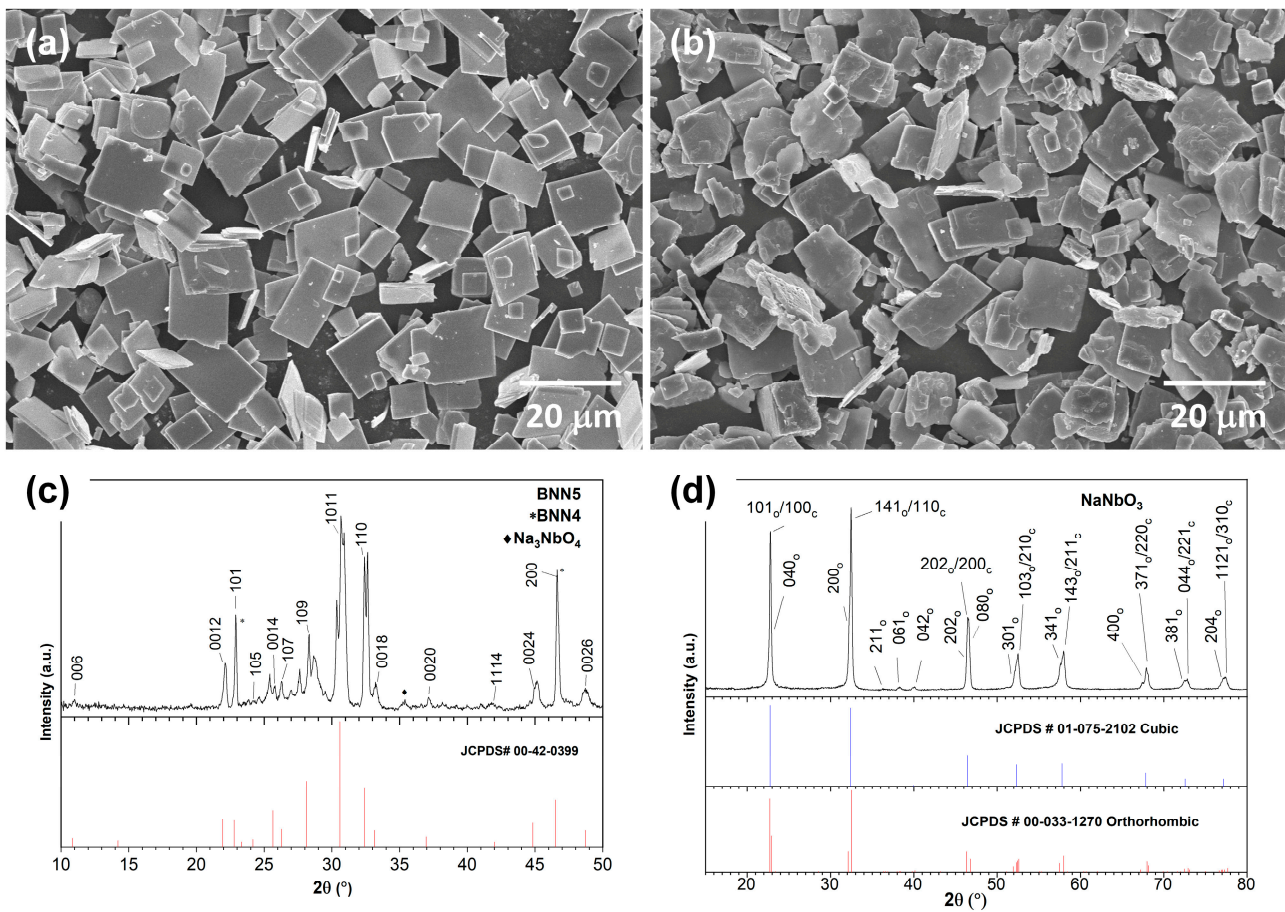 (a)
20 μm
(b)
20 μm
(c)
BNN5
*BNN4
♦Na₃NbO₄
006
0012
101
*
105
0014
107
109
1011
110
0018
♦
0020
1114
0024
200
*
0026
Intensity (a.u.)
JCPDS# 00-42-0399
10 15 20 25 30 35 40 45 50
2θ (°)
(d)
NaNbO₃
101ₒ/100c
040ₒ
141ₒ/110c
200ₒ
211ₒ
061ₒ
042ₒ
202ₒ/200c
202ₒ
080ₒ
301ₒ
103ₒ/210c
341ₒ
143ₒ/211c
400ₒ
371ₒ/220c
381ₒ
044ₒ/221c
204ₒ
1121ₒ/310c
Intensity (a.u.)
JCPDS # 01-075-2102 Cubic
JCPDS # 00-033-1270 Orthorhombic
20 30 40 50 60 70 80
2θ (°)